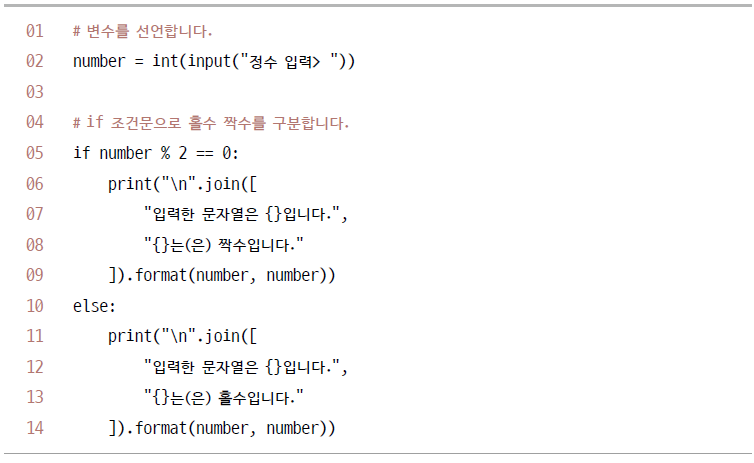 01 # 변수를 선언합니다.
02 number = int(input("정수 입력> "))
03
04 # if 조건문으로 홀수 짝수를 구분합니다.
05 if number % 2 == 0:
06     print("\n".join([
07         "입력한 문자열은 {}입니다.",
08         "{}는(은) 짝수입니다."
09     ]).format(number, number))
10 else:
11     print("\n".join([
12         "입력한 문자열은 {}입니다.",
13         "{}는(은) 홀수입니다."
14     ]).format(number, number))